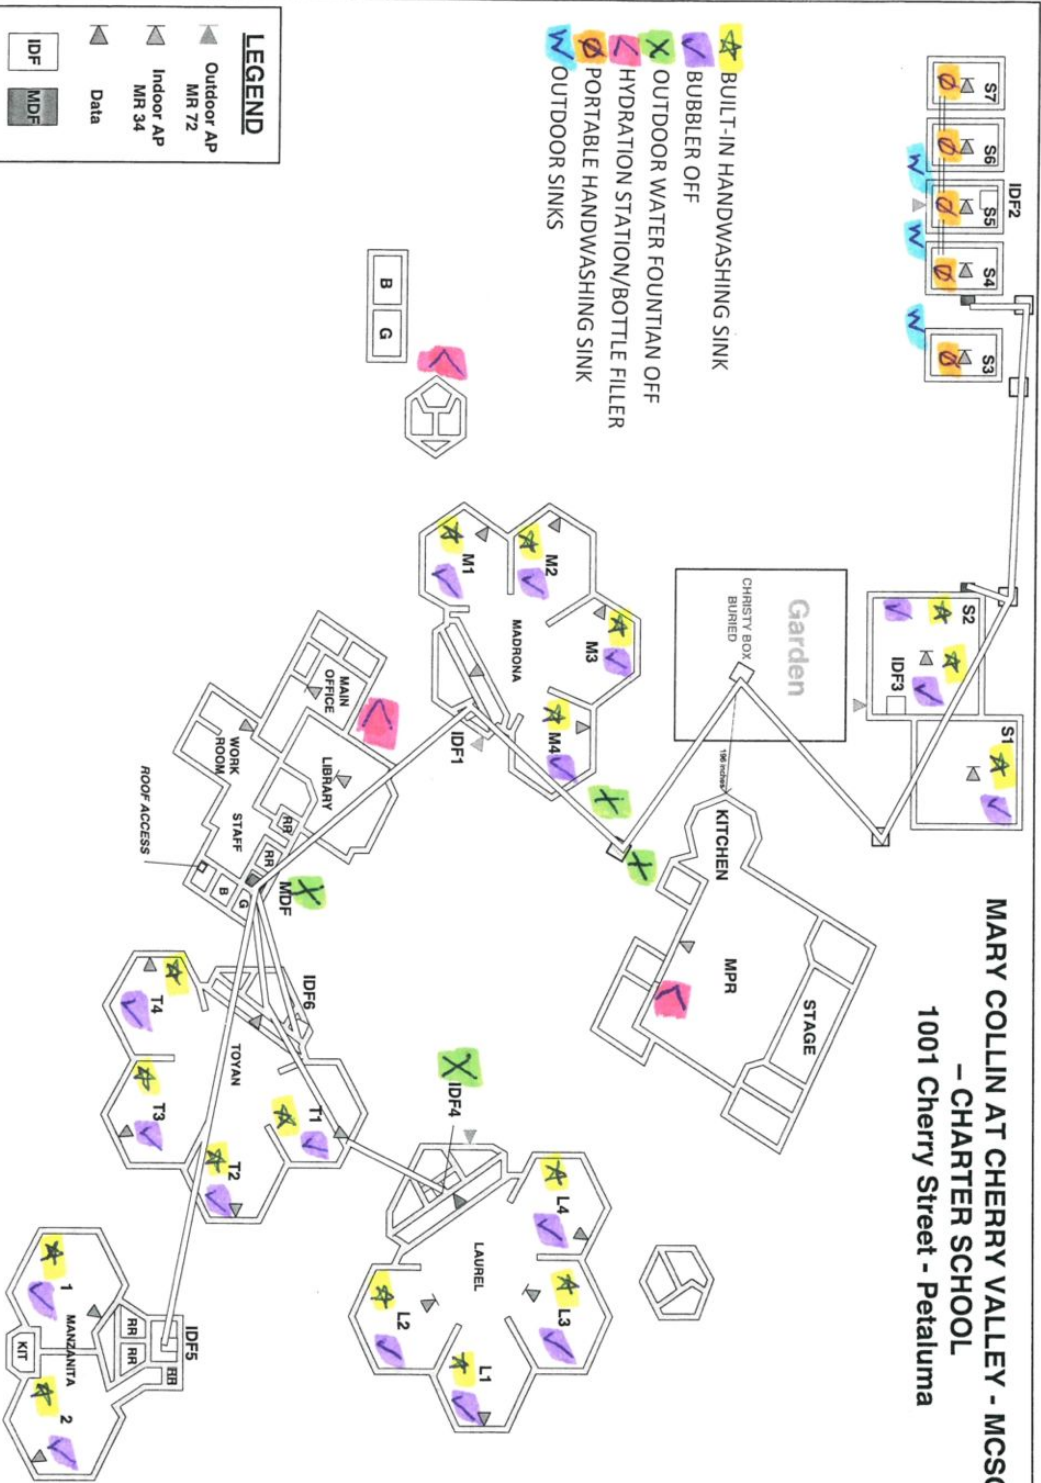 MARY COLLIN AT CHERRY VALLEY - MCSC
– CHARTER SCHOOL
1001 Cherry Street - Petaluma
BUILT-IN HANDWASHING SINK
BUBBLER OFF
X OUTDOOR WATER FOUNTIAN OFF
HYDRATION STATION/BOTTLE FILLER
Ø PORTABLE HANDWASHING SINK
W OUTDOOR SINKS
LEGEND
Outdoor AP
MR 72
Indoor AP
MR 34
Data
IDF
MDF
IDF2
S7
S6
S5
S4
S3
Ø
Ø
Ø
Ø
Ø
W
W
W
S2
IDF3
S1
Garden
CHRISTY BOX
BURIED
196 inches
KITCHEN
MPR
STAGE
B
G
M1
M2
M3
M4
MADRONA
IDF1
X
X
MAIN
OFFICE
LIBRARY
WORK
ROOM
STAFF
RR
RR
B
G
MDF
X
ROOF ACCESS
IDF6
TOYAN
T4
T3
T2
T1
X
IDF4
LAUREL
L4
L3
L2
L1
IDF5
RR
RR
RR
1
MANZANITA
2
KIT